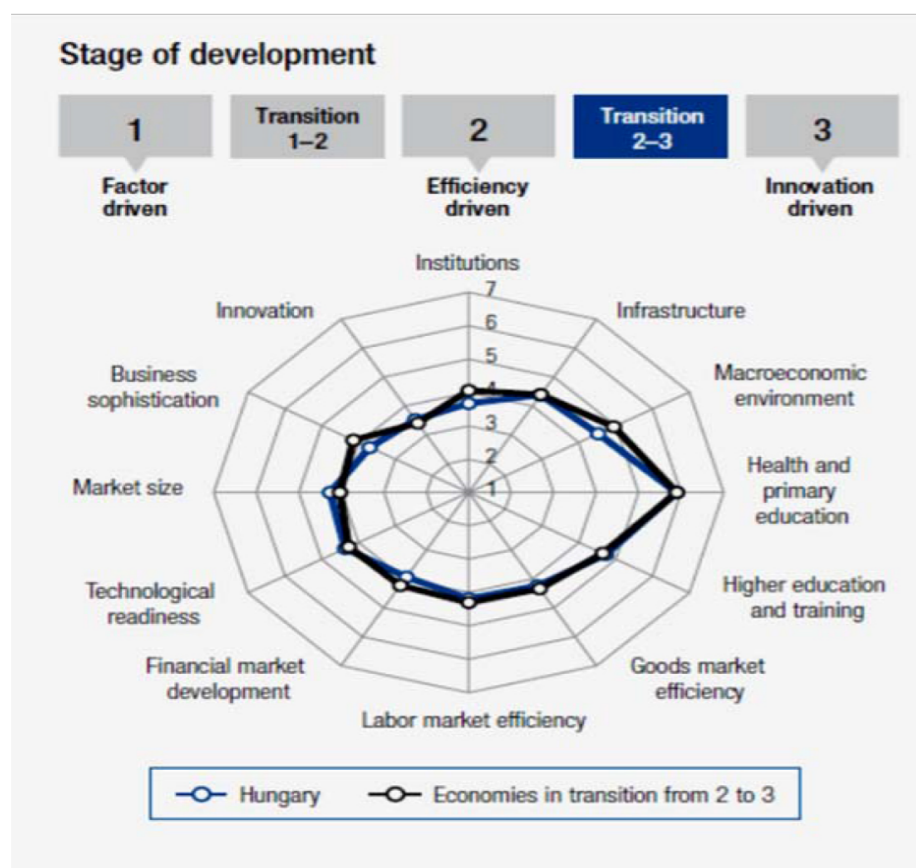 Stage of development
1
Transition
1–2
2
Transition
2–3
3
Factor
driven
Efficiency
driven
Innovation
driven
Institutions
7
6
5
4
3
2
1
Infrastructure
Macroeconomic
environment
Health and
primary
education
Higher education
and training
Goods market
efficiency
Labor market efficiency
Financial market
development
Technological
readiness
Market size
Business
sophistication
Innovation
Hungary
Economies in transition from 2 to 3